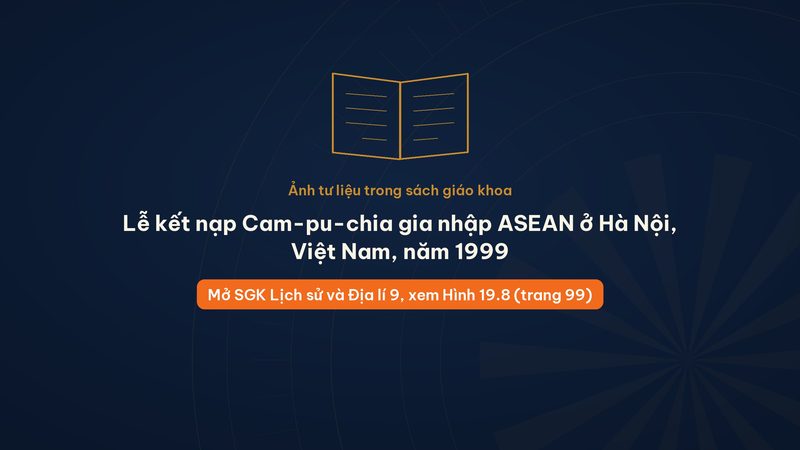 Ảnh tư liệu trong sách giáo khoa
Lễ kết nạp Cam-pu-chia gia nhập ASEAN ở Hà Nội,
Việt Nam, năm 1999
Mở SGK Lịch sử và Địa lí 9, xem Hình 19.8 (trang 99)